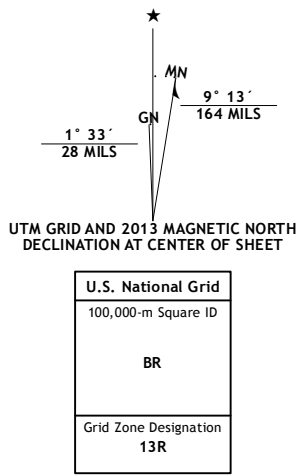 MN
GN
9° 13´
164 MILS
1° 33´
28 MILS
UTM GRID AND 2013 MAGNETIC NORTH
DECLINATION AT CENTER OF SHEET
U.S. National Grid
100,000-m Square ID
BR
Grid Zone Designation
13R